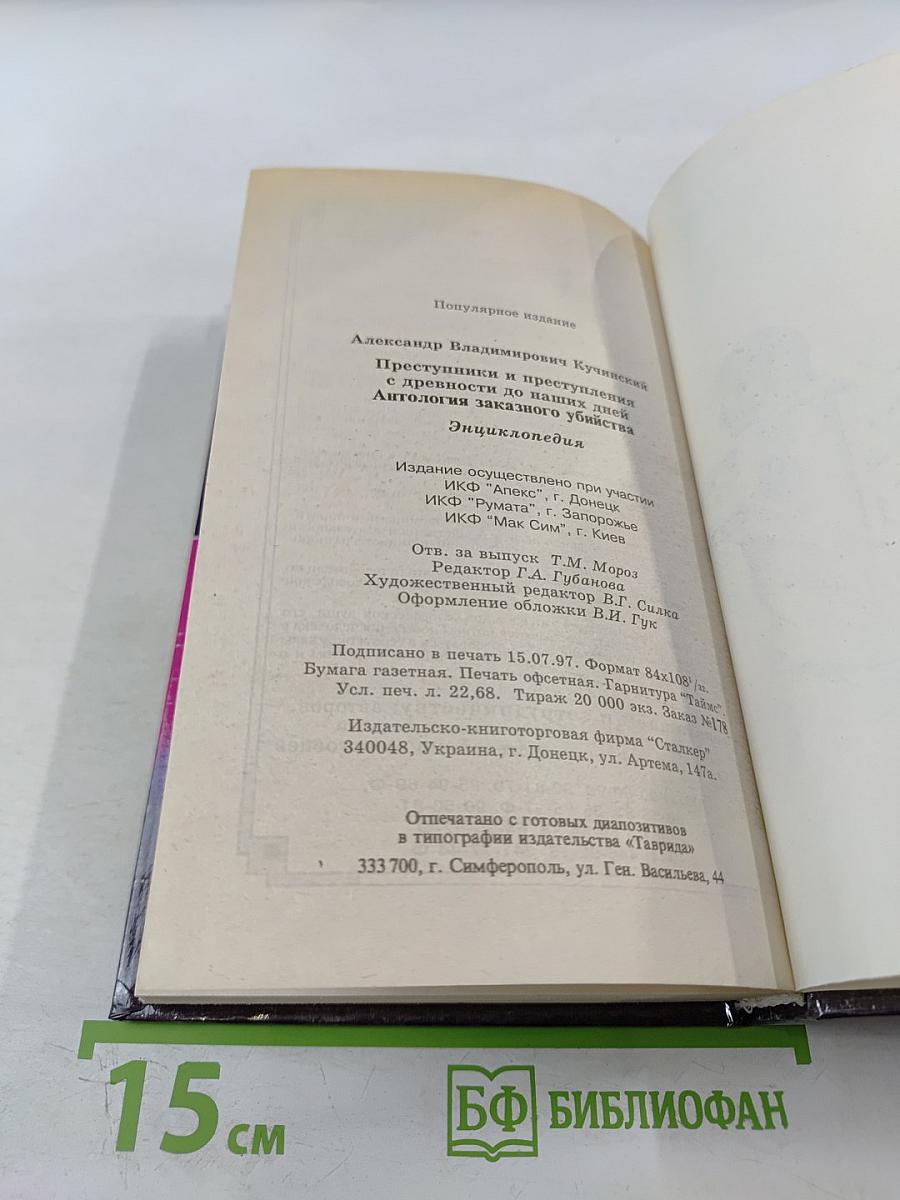 Популярное издание
Александр Владимирович Кучинский
Преступники и преступления
с древности до наших дней
Антология заказного убийства
Энциклопедия
Издание осуществлено при участии
ИКФ "Апекс", г. Донецк
ИКФ "Румата", г. Запорожье
ИКФ "Мак Сим", г. Киев
Отв. за выпуск Т.М. Мороз
Редактор Г.А. Губанова
Художественный редактор В.Г. Силка
Оформление обложки В.И. Гук
Подписано в печать 15.07.97. Формат 84x108¹/₃₂.
Бумага газетная. Печать офсетная. Гарнитура "Таймс".
Усл. печ. л. 22,68. Тираж 20 000 экз. Заказ №178
Издательско-книготорговая фирма "Сталкер"
340048, Украина, г. Донецк, ул. Артема, 147а.
Отпечатано с готовых диапозитивов
в типографии издательства «Таврида»
333700, г. Симферополь, ул. Ген. Васильева, 44
15 см
БФ БИБЛИОФАН